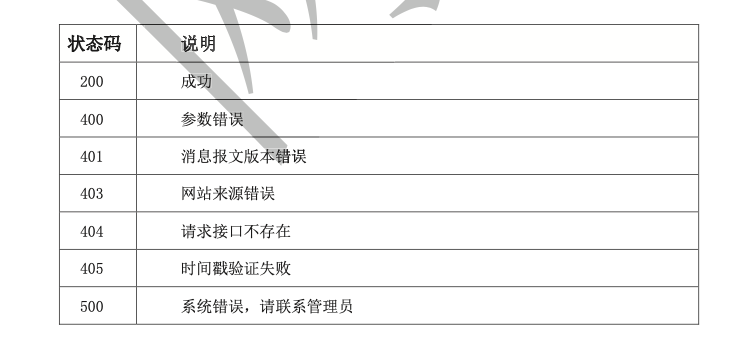 状态码 说明
200 成功
400 参数错误
401 消息报文版本错误
403 网站来源错误
404 请求接口不存在
405 时间戳验证失败
500 系统错误，请联系管理员